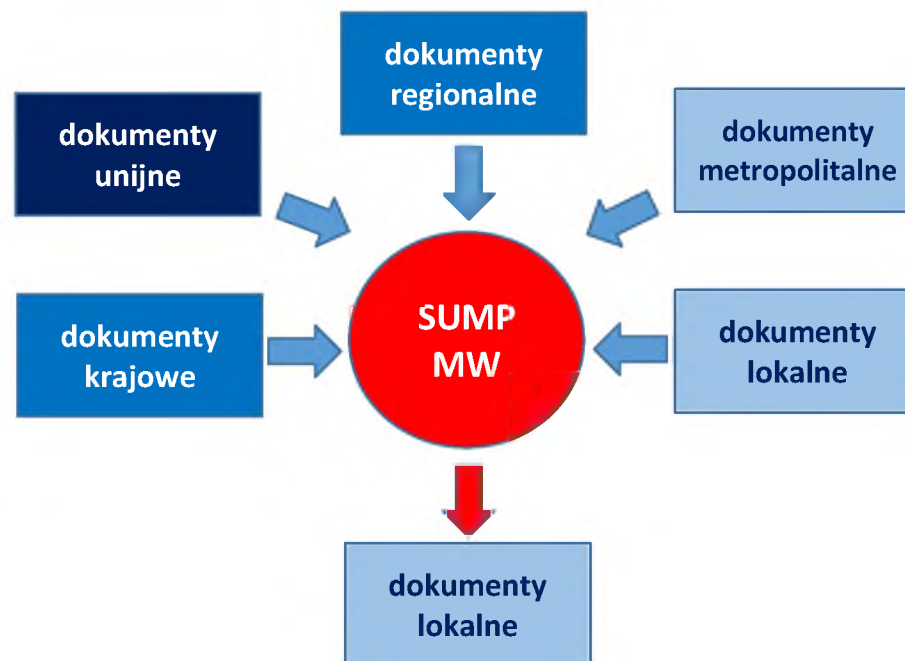 dokumenty
regionalne
dokumenty
unijne
dokumenty
metropolitalne
SUMP
MW
dokumenty
krajowe
dokumenty
lokalne
dokumenty
lokalne